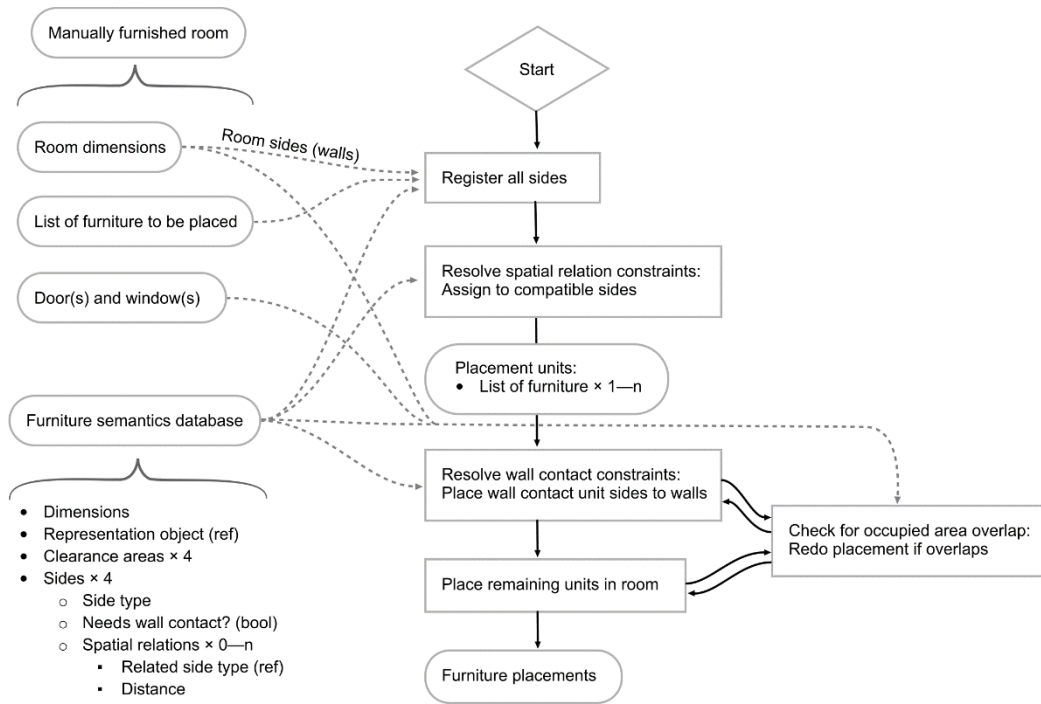 Manually furnished room
Start
Room dimensions
Room sides (walls)
Register all sides
List of furniture to be placed
Resolve spatial relation constraints:
Assign to compatible sides
Door(s) and window(s)
Placement units:
• List of furniture × 1—n
Furniture semantics database
Resolve wall contact constraints:
Place wall contact unit sides to walls
Check for occupied area overlap:
Redo placement if overlaps
Place remaining units in room
Furniture placements
• Dimensions
• Representation object (ref)
• Clearance areas × 4
• Sides × 4
○ Side type
○ Needs wall contact? (bool)
○ Spatial relations × 0—n
▪ Related side type (ref)
▪ Distance